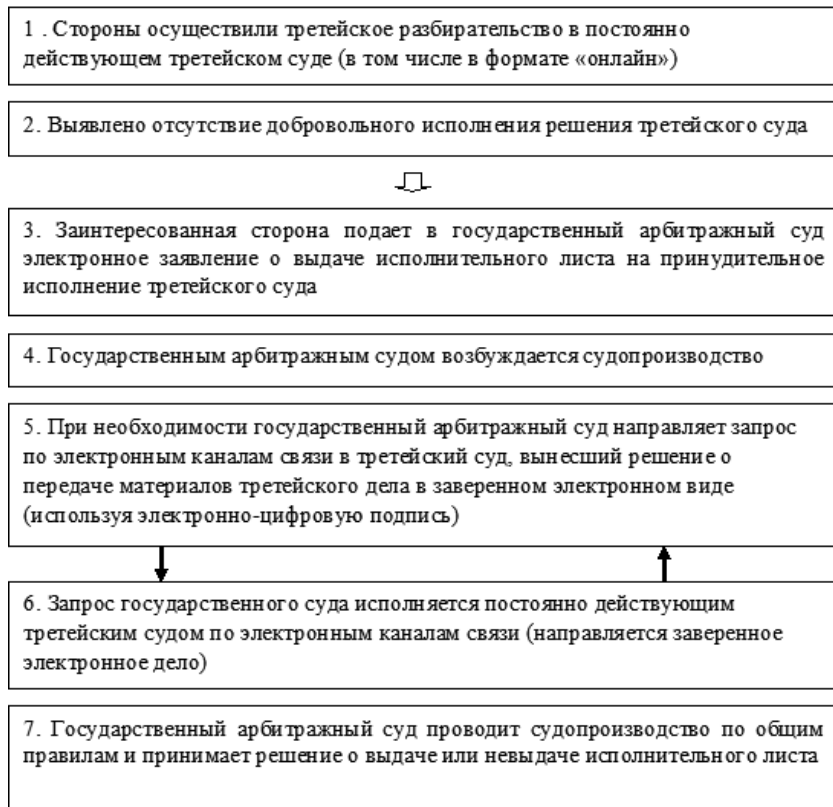 1 . Стороны осуществили третейское разбирательство в постоянно
действующем третейском суде (в том числе в формате «онлайн»)
2. Выявлено отсутствие добровольного исполнения решения третейского суда
3. Заинтересованная сторона подает в государственный арбитражный суд
электронное заявление о выдаче исполнительного листа на принудительное
исполнение третейского суда
4. Государственным арбитражным судом возбуждается судопроизводство
5. При необходимости государственный арбитражный суд направляет запрос
по электронным каналам связи в третейский суд, вынесший решение о
передаче материалов третейского дела в заверенном электронном виде
(используя электронно-цифровую подпись)
6. Запрос государственного суда исполняется постоянно действующим
третейским судом по электронным каналам связи (направляется заверенное
электронное дело)
7. Государственный арбитражный суд проводит судопроизводство по общим
правилам и принимает решение о выдаче или невыдаче исполнительного листа